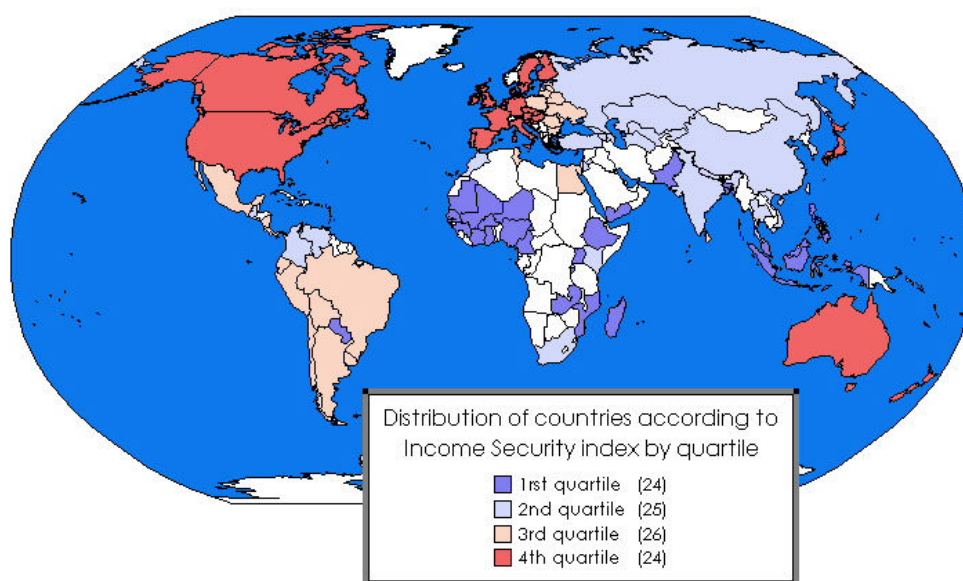 Distribution of countries according to
Income Security index by quartile
1rst quartile (24)
2nd quartile (25)
3rd quartile (26)
4th quartile (24)